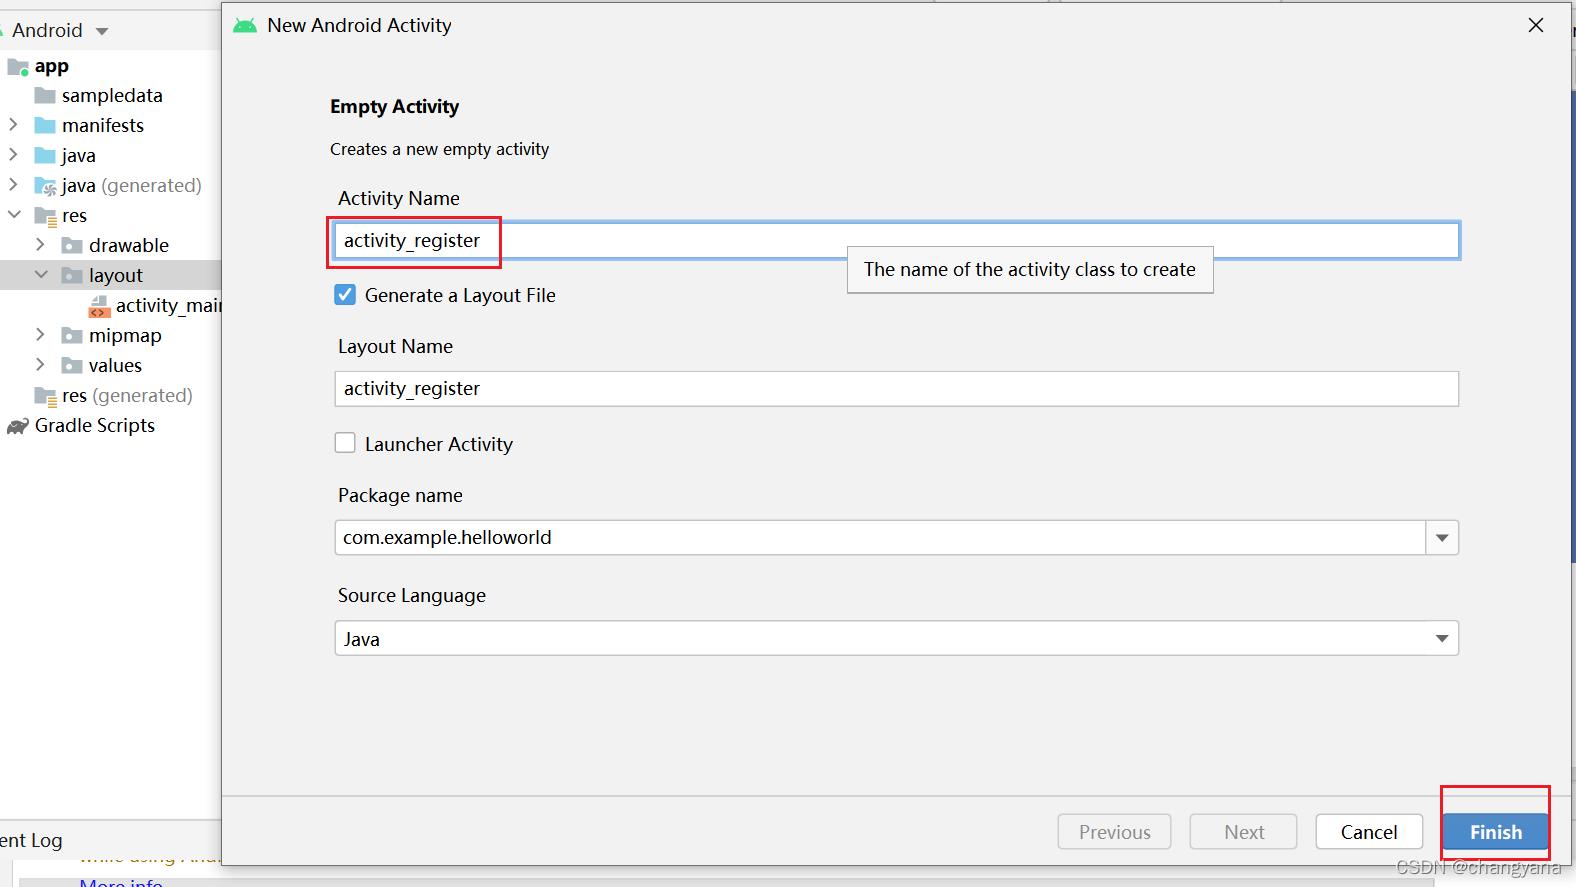 Android
New Android Activity
app
sampledata
manifests
java
java (generated)
res
drawable
layout
activity_mai
mipmap
values
res (generated)
Gradle Scripts
Empty Activity
Creates a new empty activity
Activity Name
activity_register
The name of the activity class to create
Generate a Layout File
Layout Name
activity_register
Launcher Activity
Package name
com.example.helloworld
Source Language
Java
Previous
Next
Cancel
Finish
ent Log
while using And
More info
CSDN @changyana